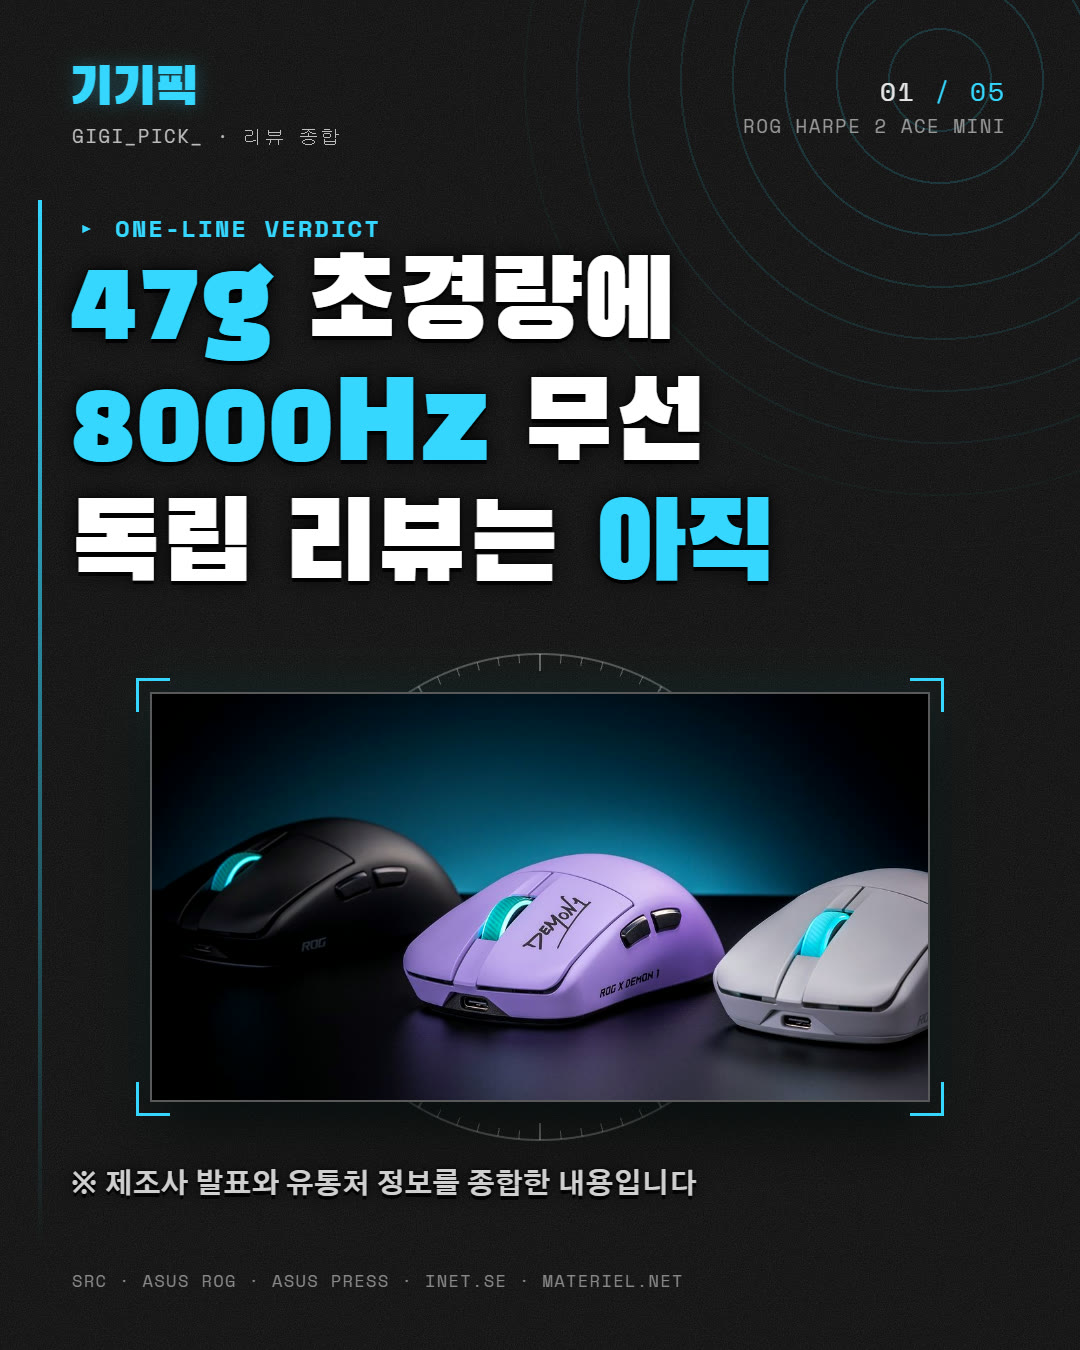 기기픽
GIGI_PICK_ · 리뷰 종합
01 / 05
ROG HARPE 2 ACE MINI
▸ ONE-LINE VERDICT
47g 초경량에
8000Hz 무선
독립 리뷰는 아직
ROG
DEMON1
ROG X DEMON 1
※ 제조사 발표와 유통처 정보를 종합한 내용입니다
SRC · ASUS ROG · ASUS PRESS · INET.SE · MATERIEL.NET